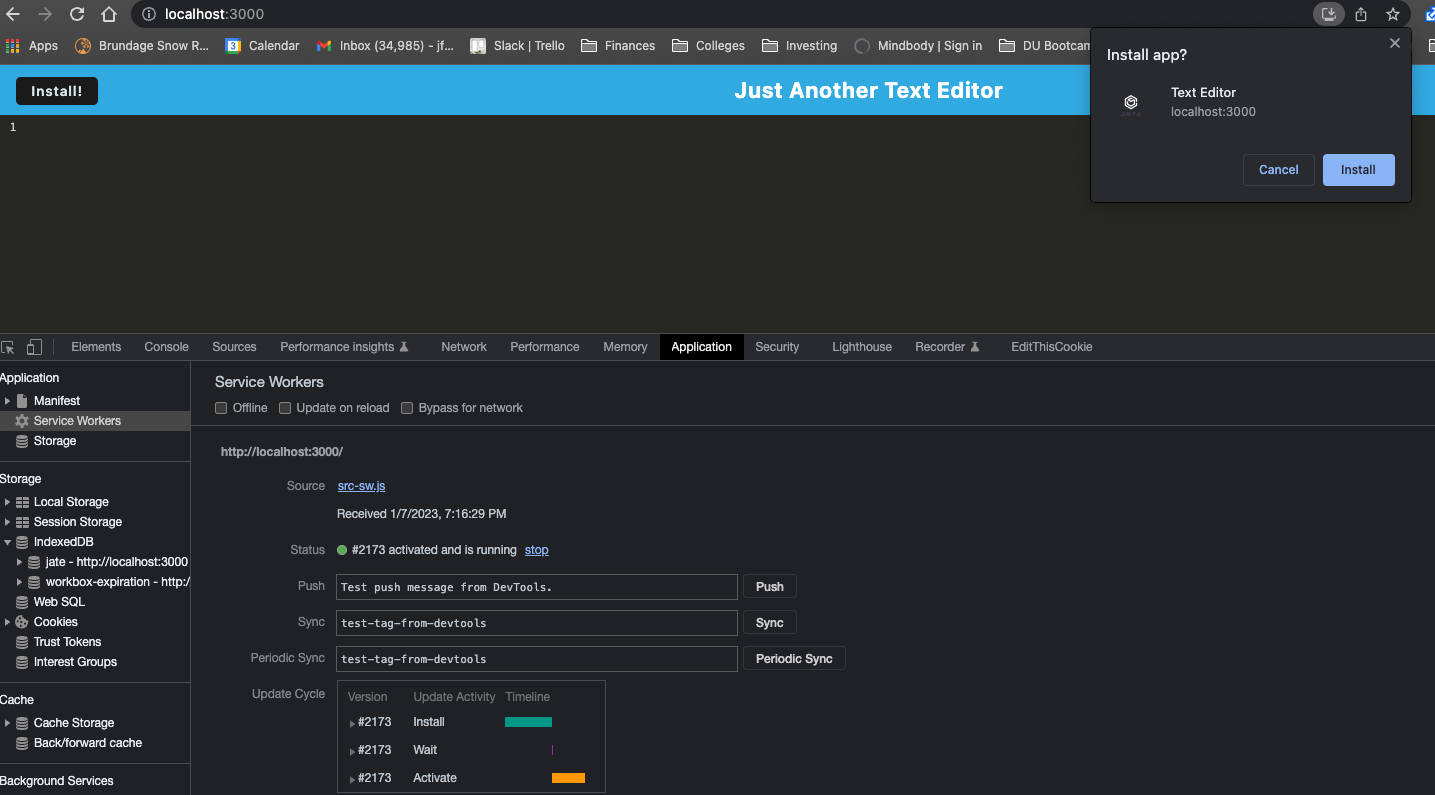 localhost:3000
Apps Brundage Snow R... 3 Calendar Inbox (34,985) - jf... Slack | Trello Finances Colleges Investing Mindbody | Sign in DU Bootcam
Install app?
Text Editor
localhost:3000
Cancel Install
Install! Just Another Text Editor
1
Elements Console Sources Performance insights Network Performance Memory Application Security Lighthouse Recorder EditThisCookie
Application
Manifest
Service Workers
Storage
Storage
Local Storage
Session Storage
IndexedDB
jate - http://localhost:3000
workbox-expiration - http:/
Web SQL
Cookies
Trust Tokens
Interest Groups
Cache
Cache Storage
Back/forward cache
Background Services
Service Workers
Offline Update on reload Bypass for network
http://localhost:3000/
Source src-sw.js
Received 1/7/2023, 7:16:29 PM
Status #2173 activated and is running stop
Push Test push message from DevTools. Push
Sync test-tag-from-devtools Sync
Periodic Sync test-tag-from-devtools Periodic Sync
Update Cycle Version Update Activity Timeline
#2173 Install
#2173 Wait
#2173 Activate